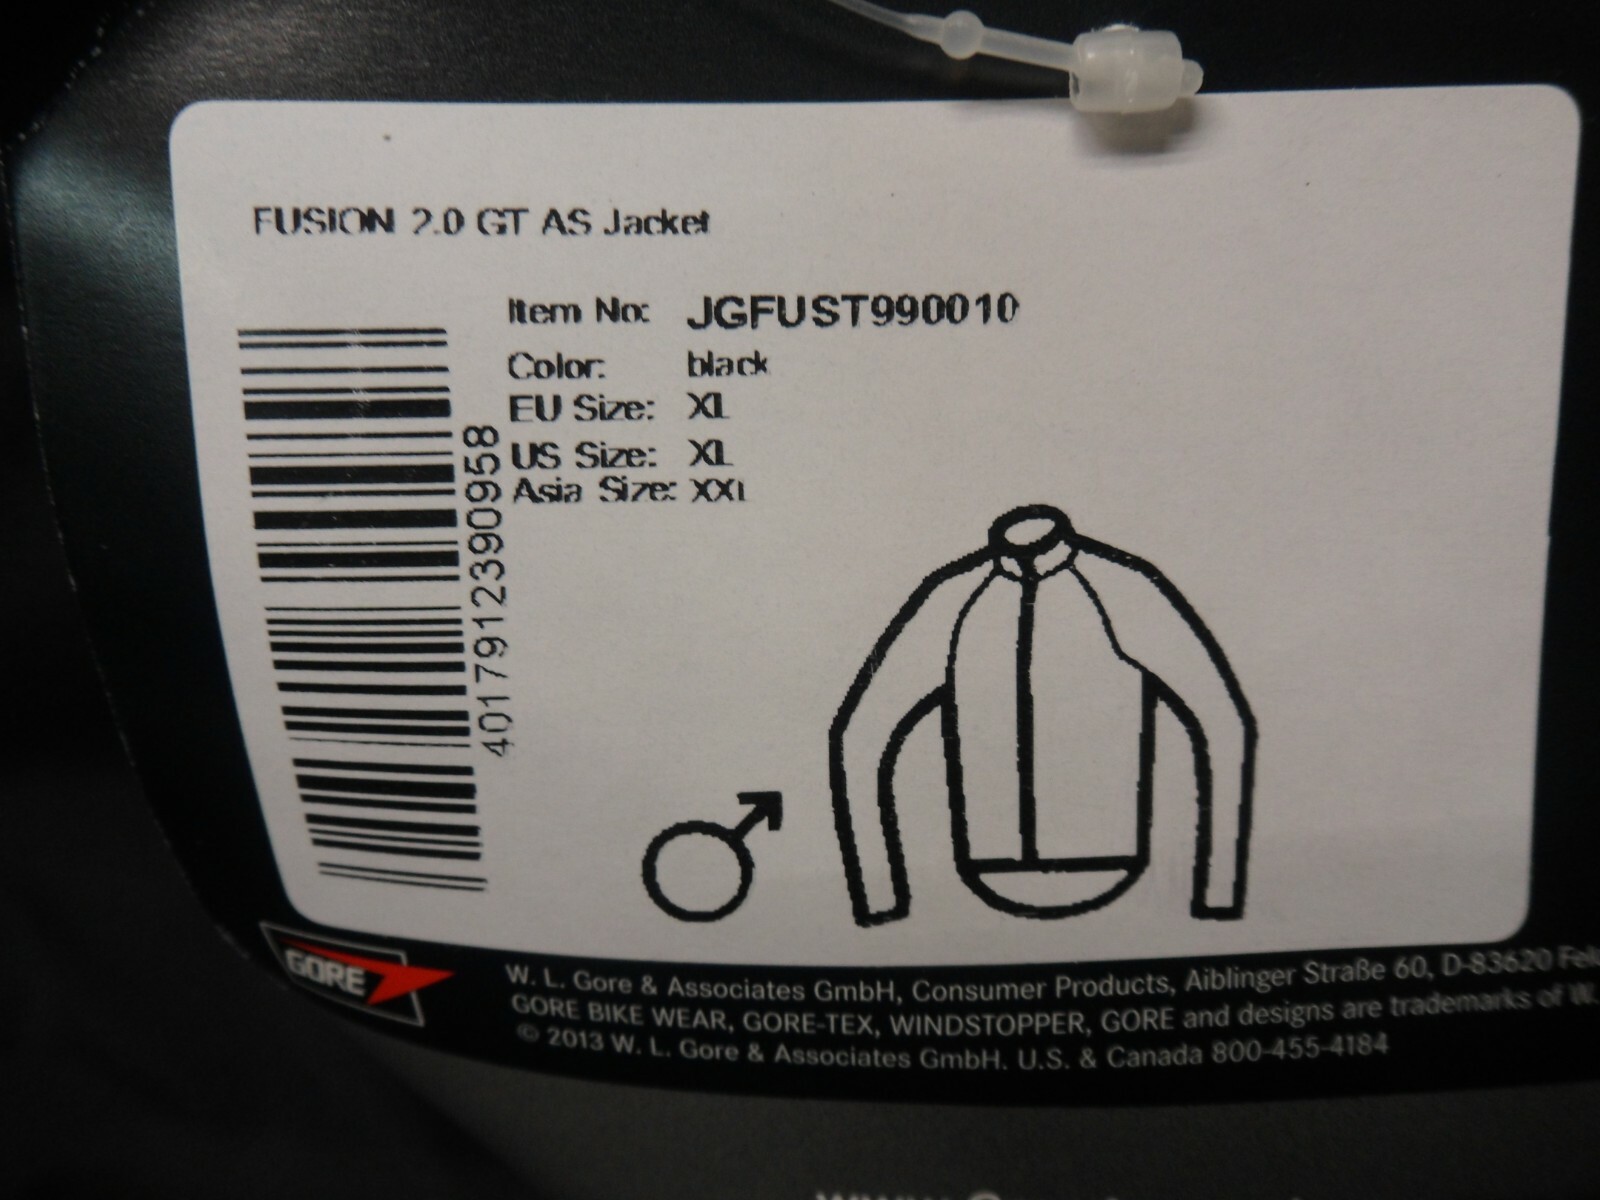 FUSION 2.0 GT AS Jacket
Item No: JGFUST990010
Color: black
EU Size: XL
US Size: XL
Asia Size: XXL
4017912390958
GORE
W. L. Gore & Associates GmbH, Consumer Products, Aiblinger Straße 60, D-83620
GORE BIKE WEAR, GORE-TEX, WINDSTOPPER, GORE and designs are trademarks of W.
© 2013 W. L. Gore & Associates GmbH. U.S. & Canada 800-455-4184